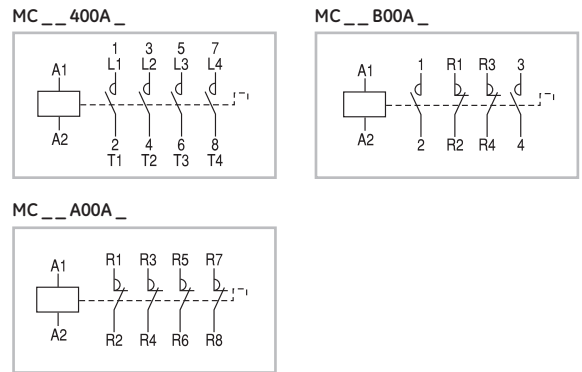 MC _ _ 400A _
1 3 5 7
L1 L2 L3 L4
A1
A2
2 4 6 8
T1 T2 T3 T4
MC _ _ B00A _
1 R1 R3 3
A1
A2
2 R2 R4 4
MC _ _ A00A _
R1 R3 R5 R7
A1
A2
R2 R4 R6 R8